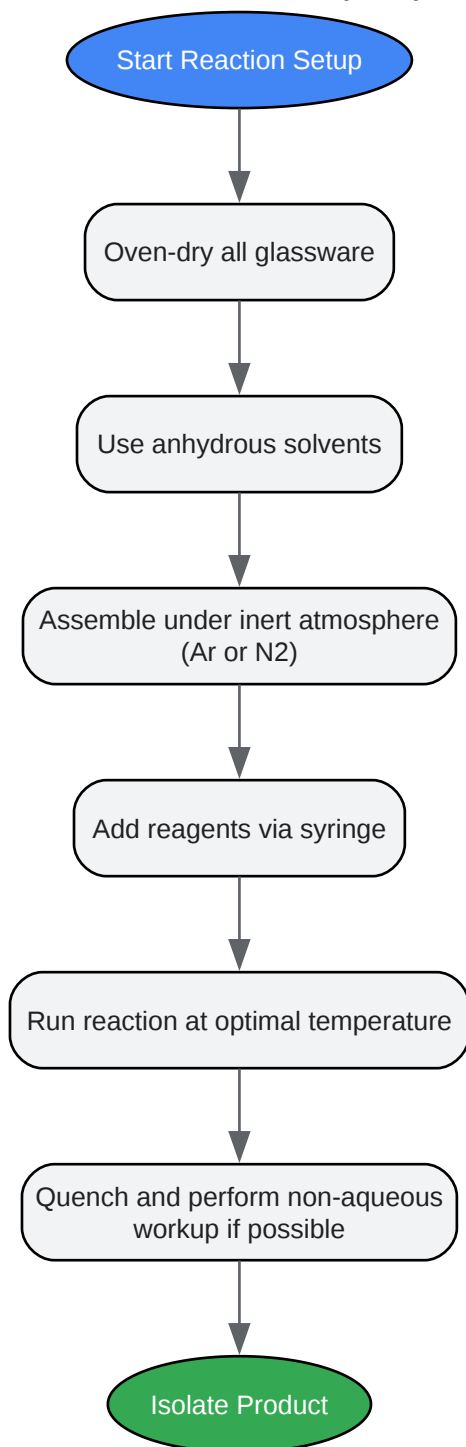 Start Reaction Setup
Oven-dry all glassware
Use anhydrous solvents
Assemble under inert atmosphere
(Ar or N2)
Add reagents via syringe
Run reaction at optimal temperature
Quench and perform non-aqueous
workup if possible
Isolate Product